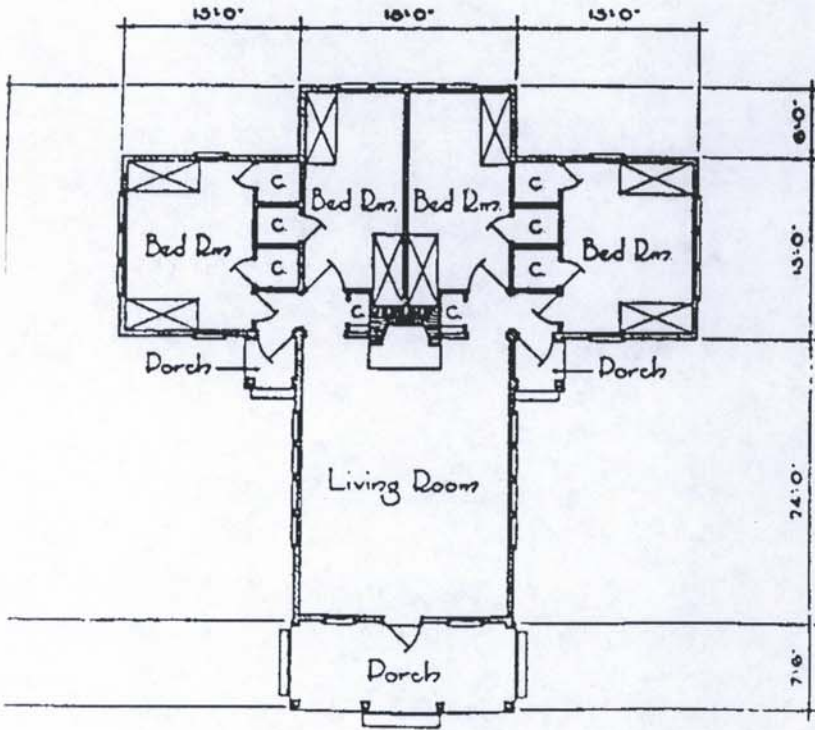 15'-0" 18'-0" 15'-0"
6'-0"
C C
Bed Rm. Bed Rm.
C C
Bed Rm Bed Rm.
15'-0"
C C
C C
Porch Porch
Living Room
24'-0"
Porch
7'-6"